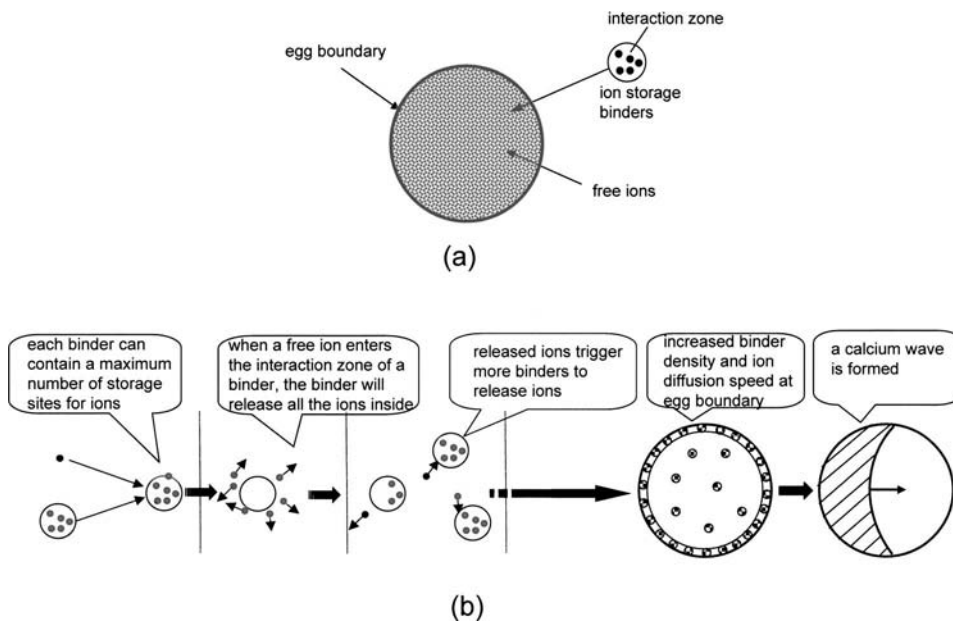 interaction zone
egg boundary
ion storage
binders
free ions
(a)
each binder can
contain a maximum
number of storage
sites for ions
when a free ion enters
the interaction zone of a
binder, the binder will
release all the ions inside
released ions trigger
more binders to
release ions
increased binder
density and ion
diffusion speed at
egg boundary
a calcium wave
is formed
(b)